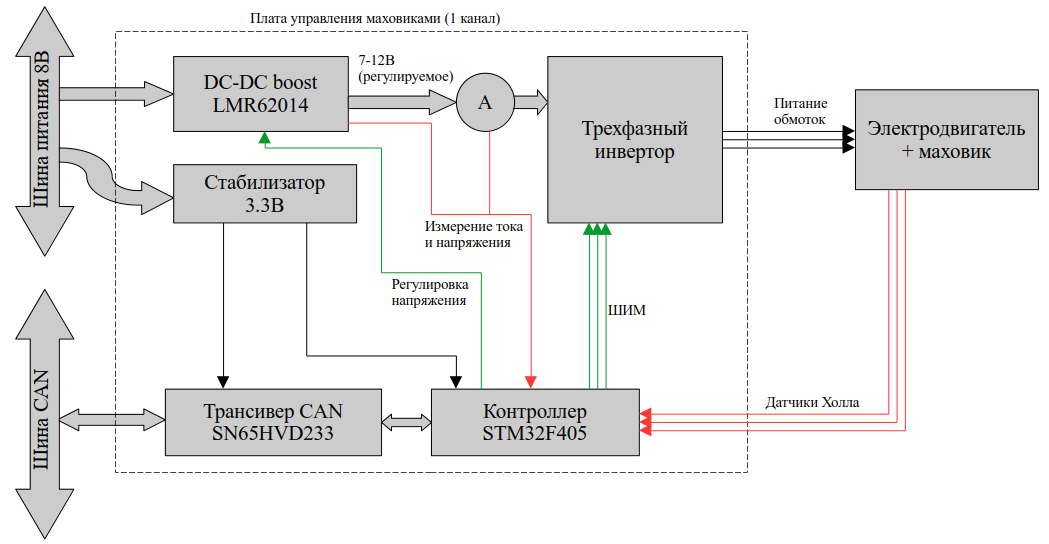 Плата управления маховиками (1 канал)
Шина питания 8В
DC-DC boost
LMR62014
7-12В
(регулируемое)
А
Трехфазный
инвертор
Питание
обмоток
Электродвигатель
+ маховик
Стабилизатор
3.3В
Измерение тока
и напряжения
Регулировка
напряжения
ШИМ
Шина CAN
Трансивер CAN
SN65HVD233
Контроллер
STM32F405
Датчики Холла